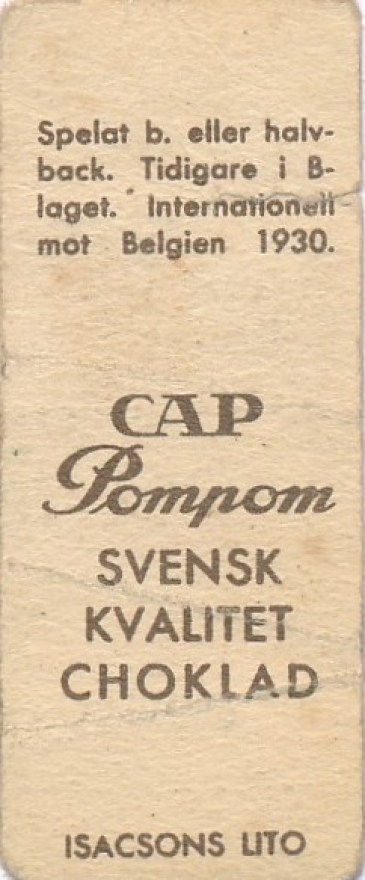 Spelat b. eller halv-
back. Tidigare i B-
laget. Internationell
mot Belgien 1930.
CAP
Pompom
SVENSK
KVALITET
CHOKLAD
ISACSONS LITO